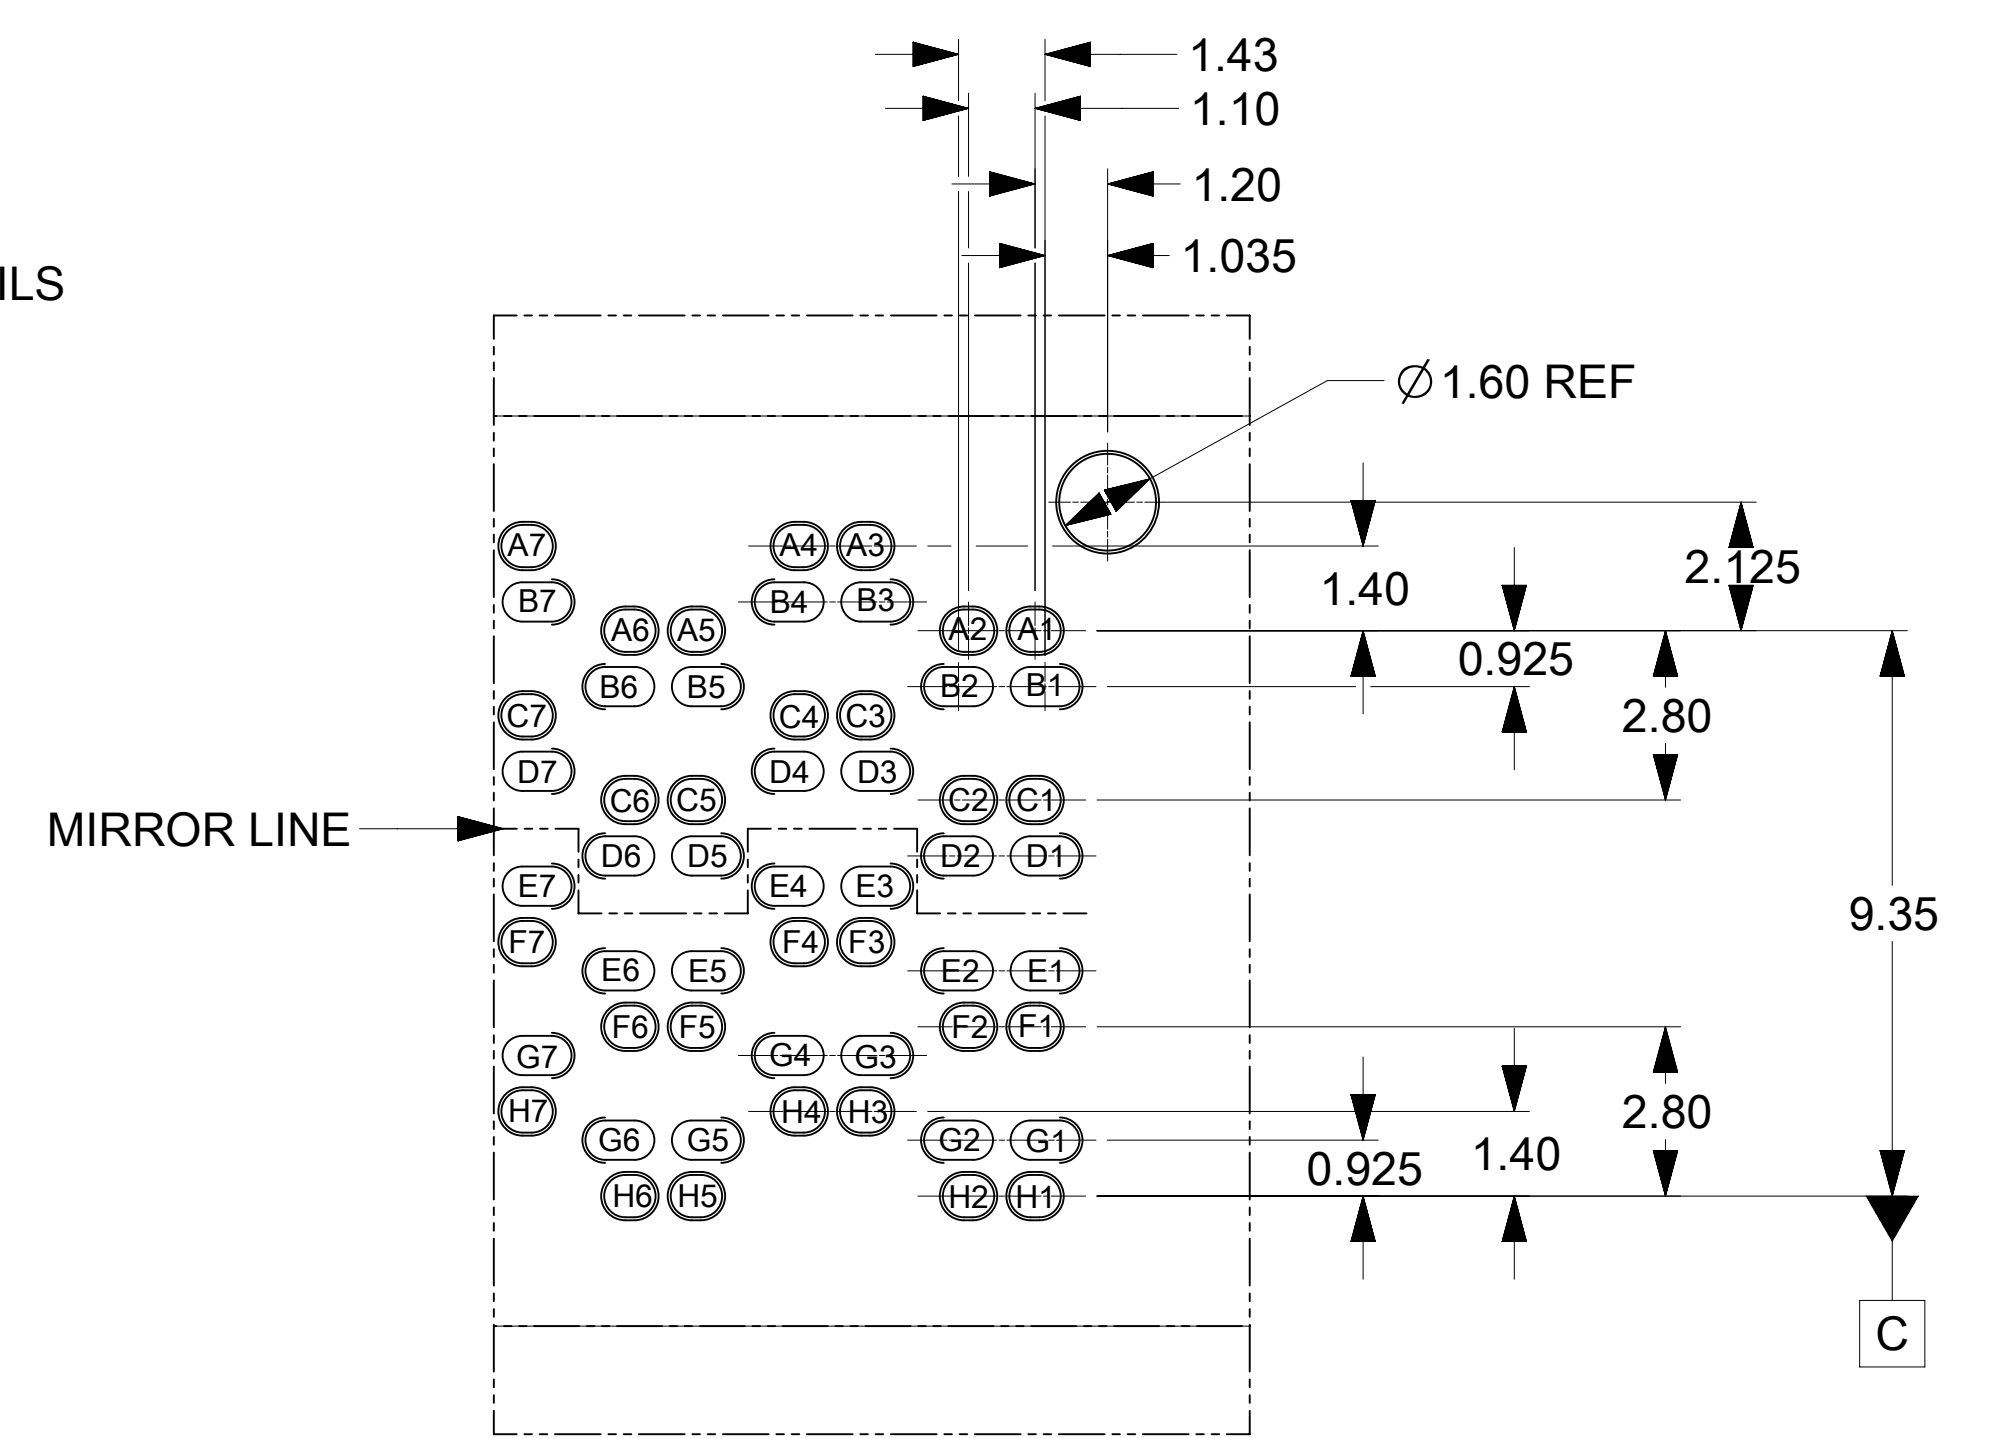 1.43
1.10
1.20
1.035
ILS
⌀1.60 REF
A7 A4 A3
2.125
1.40
B7 B4 B3
A6 A5 A2 A1
0.925
B6 B5 B2 B1
C7 C4 C3
2.80
D7 D4 D3
C6 C5 C2 C1
MIRROR LINE
D6 D5 D2 D1
E7 E4 E3
9.35
F7 F4 F3
E6 E5 E2 E1
F6 F5 F2 F1
G7 G4 G3
H7 H4 H3
2.80
G6 G5 G2 G1
1.40
0.925
H6 H5 H2 H1
C